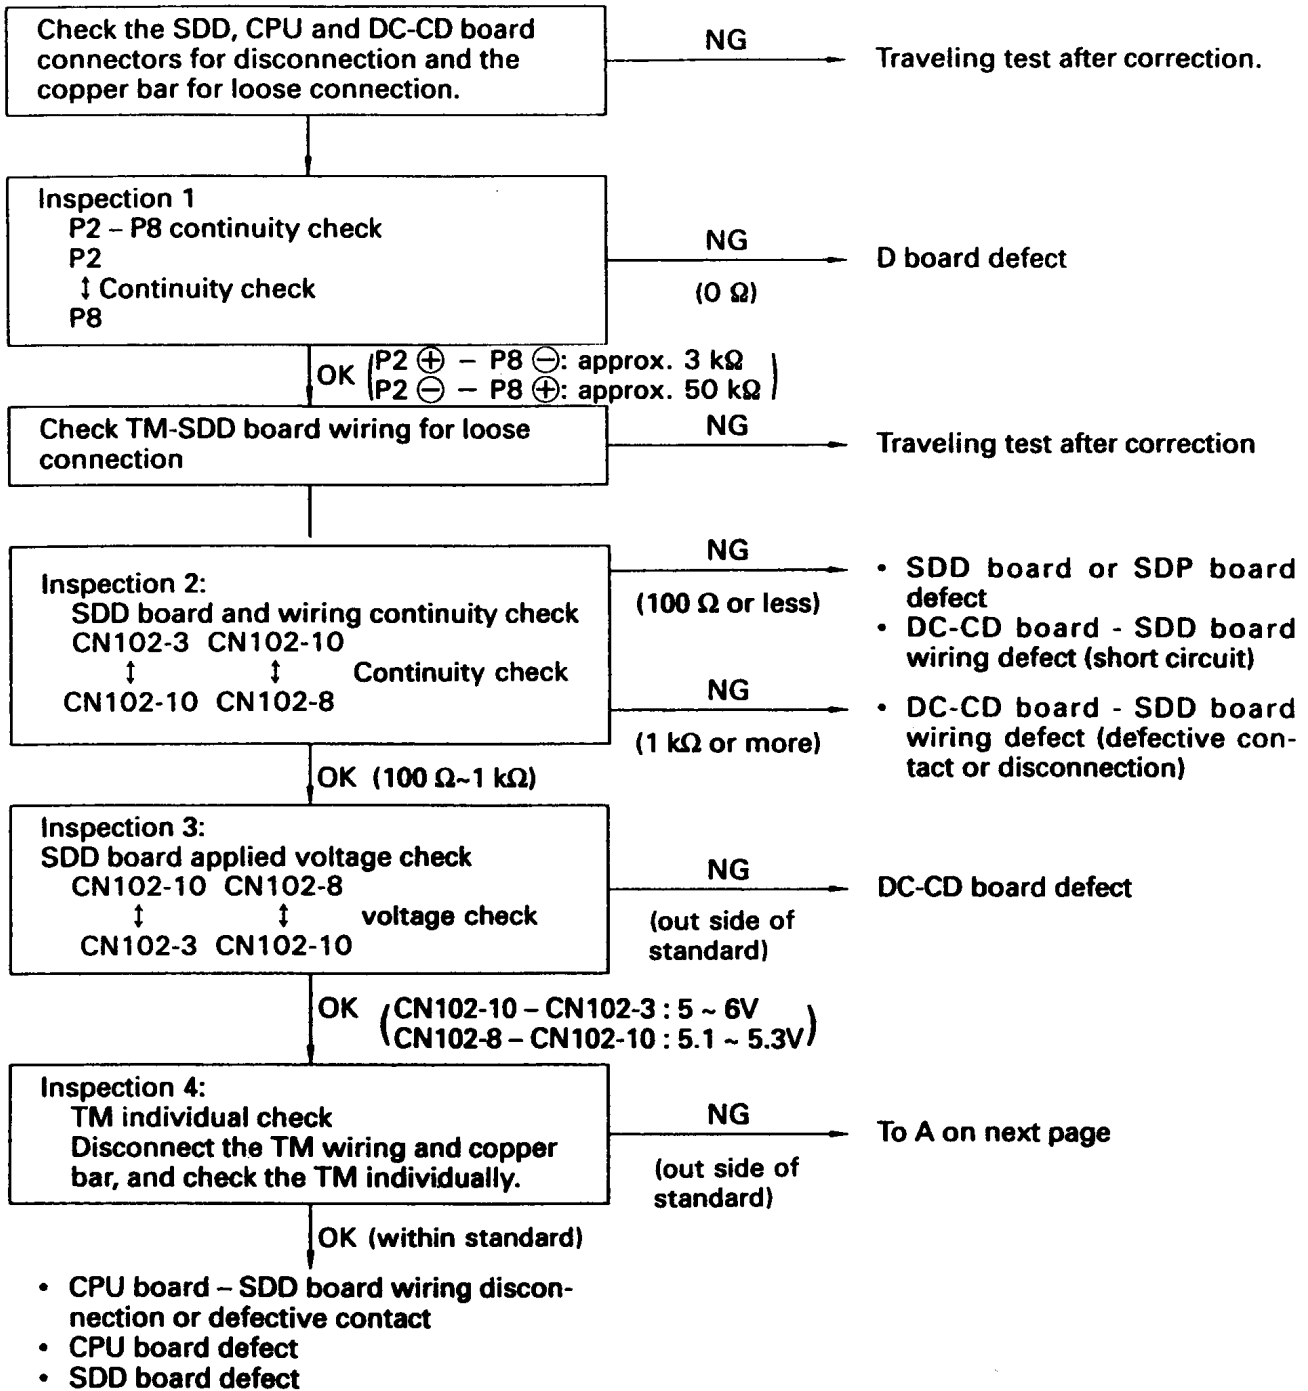 Check the SDD, CPU and DC-CD board
connectors for disconnection and the
copper bar for loose connection.
NG
Traveling test after correction.
Inspection 1
P2 – P8 continuity check
P2
↕ Continuity check
P8
NG
(0 Ω)
D board defect
OK (P2 ⊕ – P8 ⊖: approx. 3 kΩ
P2 ⊖ – P8 ⊕: approx. 50 kΩ)
Check TM-SDD board wiring for loose
connection
NG
Traveling test after correction
Inspection 2:
SDD board and wiring continuity check
CN102-3 CN102-10
↕ ↕ Continuity check
CN102-10 CN102-8
NG
(100 Ω or less)
• SDD board or SDP board
defect
• DC-CD board - SDD board
wiring defect (short circuit)
NG
(1 kΩ or more)
• DC-CD board - SDD board
wiring defect (defective con-
tact or disconnection)
OK (100 Ω~1 kΩ)
Inspection 3:
SDD board applied voltage check
CN102-10 CN102-8
↕ ↕ voltage check
CN102-3 CN102-10
NG
(out side of
standard)
DC-CD board defect
OK (CN102-10 – CN102-3 : 5 ~ 6V
CN102-8 – CN102-10 : 5.1 ~ 5.3V)
Inspection 4:
TM individual check
Disconnect the TM wiring and copper
bar, and check the TM individually.
NG
(out side of
standard)
To A on next page
OK (within standard)
• CPU board – SDD board wiring discon-
nection or defective contact
• CPU board defect
• SDD board defect